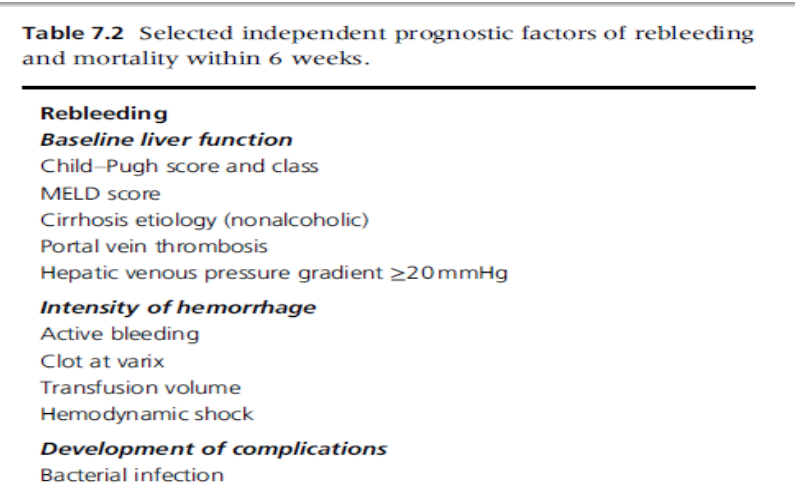 Table 7.2 Selected independent prognostic factors of rebleeding
and mortality within 6 weeks.
Rebleeding
Baseline liver function
Child–Pugh score and class
MELD score
Cirrhosis etiology (nonalcoholic)
Portal vein thrombosis
Hepatic venous pressure gradient ≥20 mmHg
Intensity of hemorrhage
Active bleeding
Clot at varix
Transfusion volume
Hemodynamic shock
Development of complications
Bacterial infection